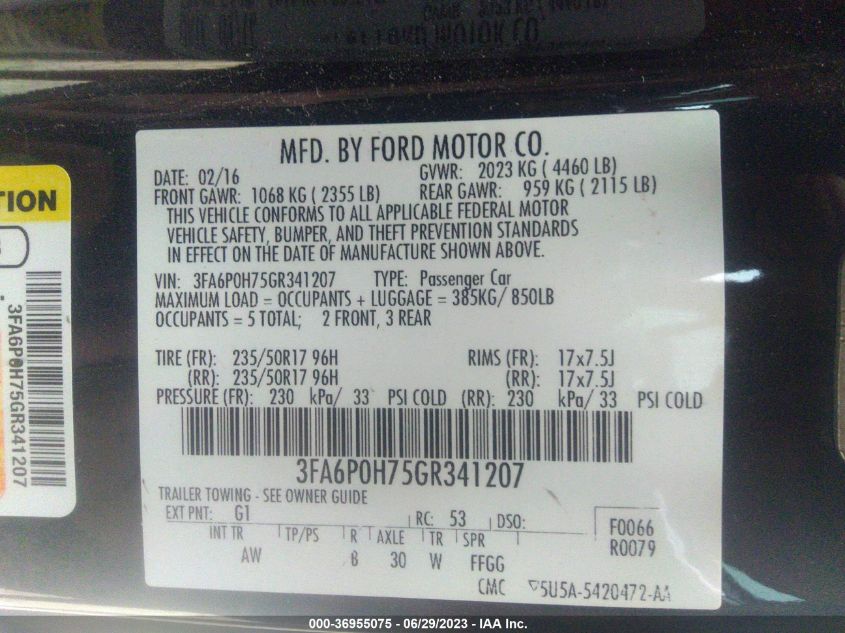 MFD. BY FORD MOTOR CO.
DATE: 02/16
GVWR: 2023 KG ( 4460 LB)
FRONT GAWR: 1068 KG ( 2355 LB)
REAR GAWR: 959 KG ( 2115 LB)
THIS VEHICLE CONFORMS TO ALL APPLICABLE FEDERAL MOTOR
VEHICLE SAFETY, BUMPER, AND THEFT PREVENTION STANDARDS
IN EFFECT ON THE DATE OF MANUFACTURE SHOWN ABOVE.
VIN: 3FA6P0H75GR341207 TYPE: Passenger Car
MAXIMUM LOAD = OCCUPANTS + LUGGAGE = 385KG/ 850LB
OCCUPANTS = 5 TOTAL; 2 FRONT, 3 REAR
TIRE (FR): 235/50R17 96H RIMS (FR): 17x7.5J
(RR): 235/50R17 96H (RR): 17x7.5J
PRESSURE (FR): 230 kPa/ 33 PSI COLD (RR): 230 kPa/ 33 PSI COLD
3FA6P0H75GR341207
TRAILER TOWING - SEE OWNER GUIDE
EXT PNT: G1 RC: 53 DSO:
F0066
R0079
INT TR TP/PS R AXLE TR SPR
AW 30 W FFGG
CMC 5U5A-5420472-AA
TION
3FA6P0H75GR341207
000-36955075 - 06/29/2023 - IAA Inc.